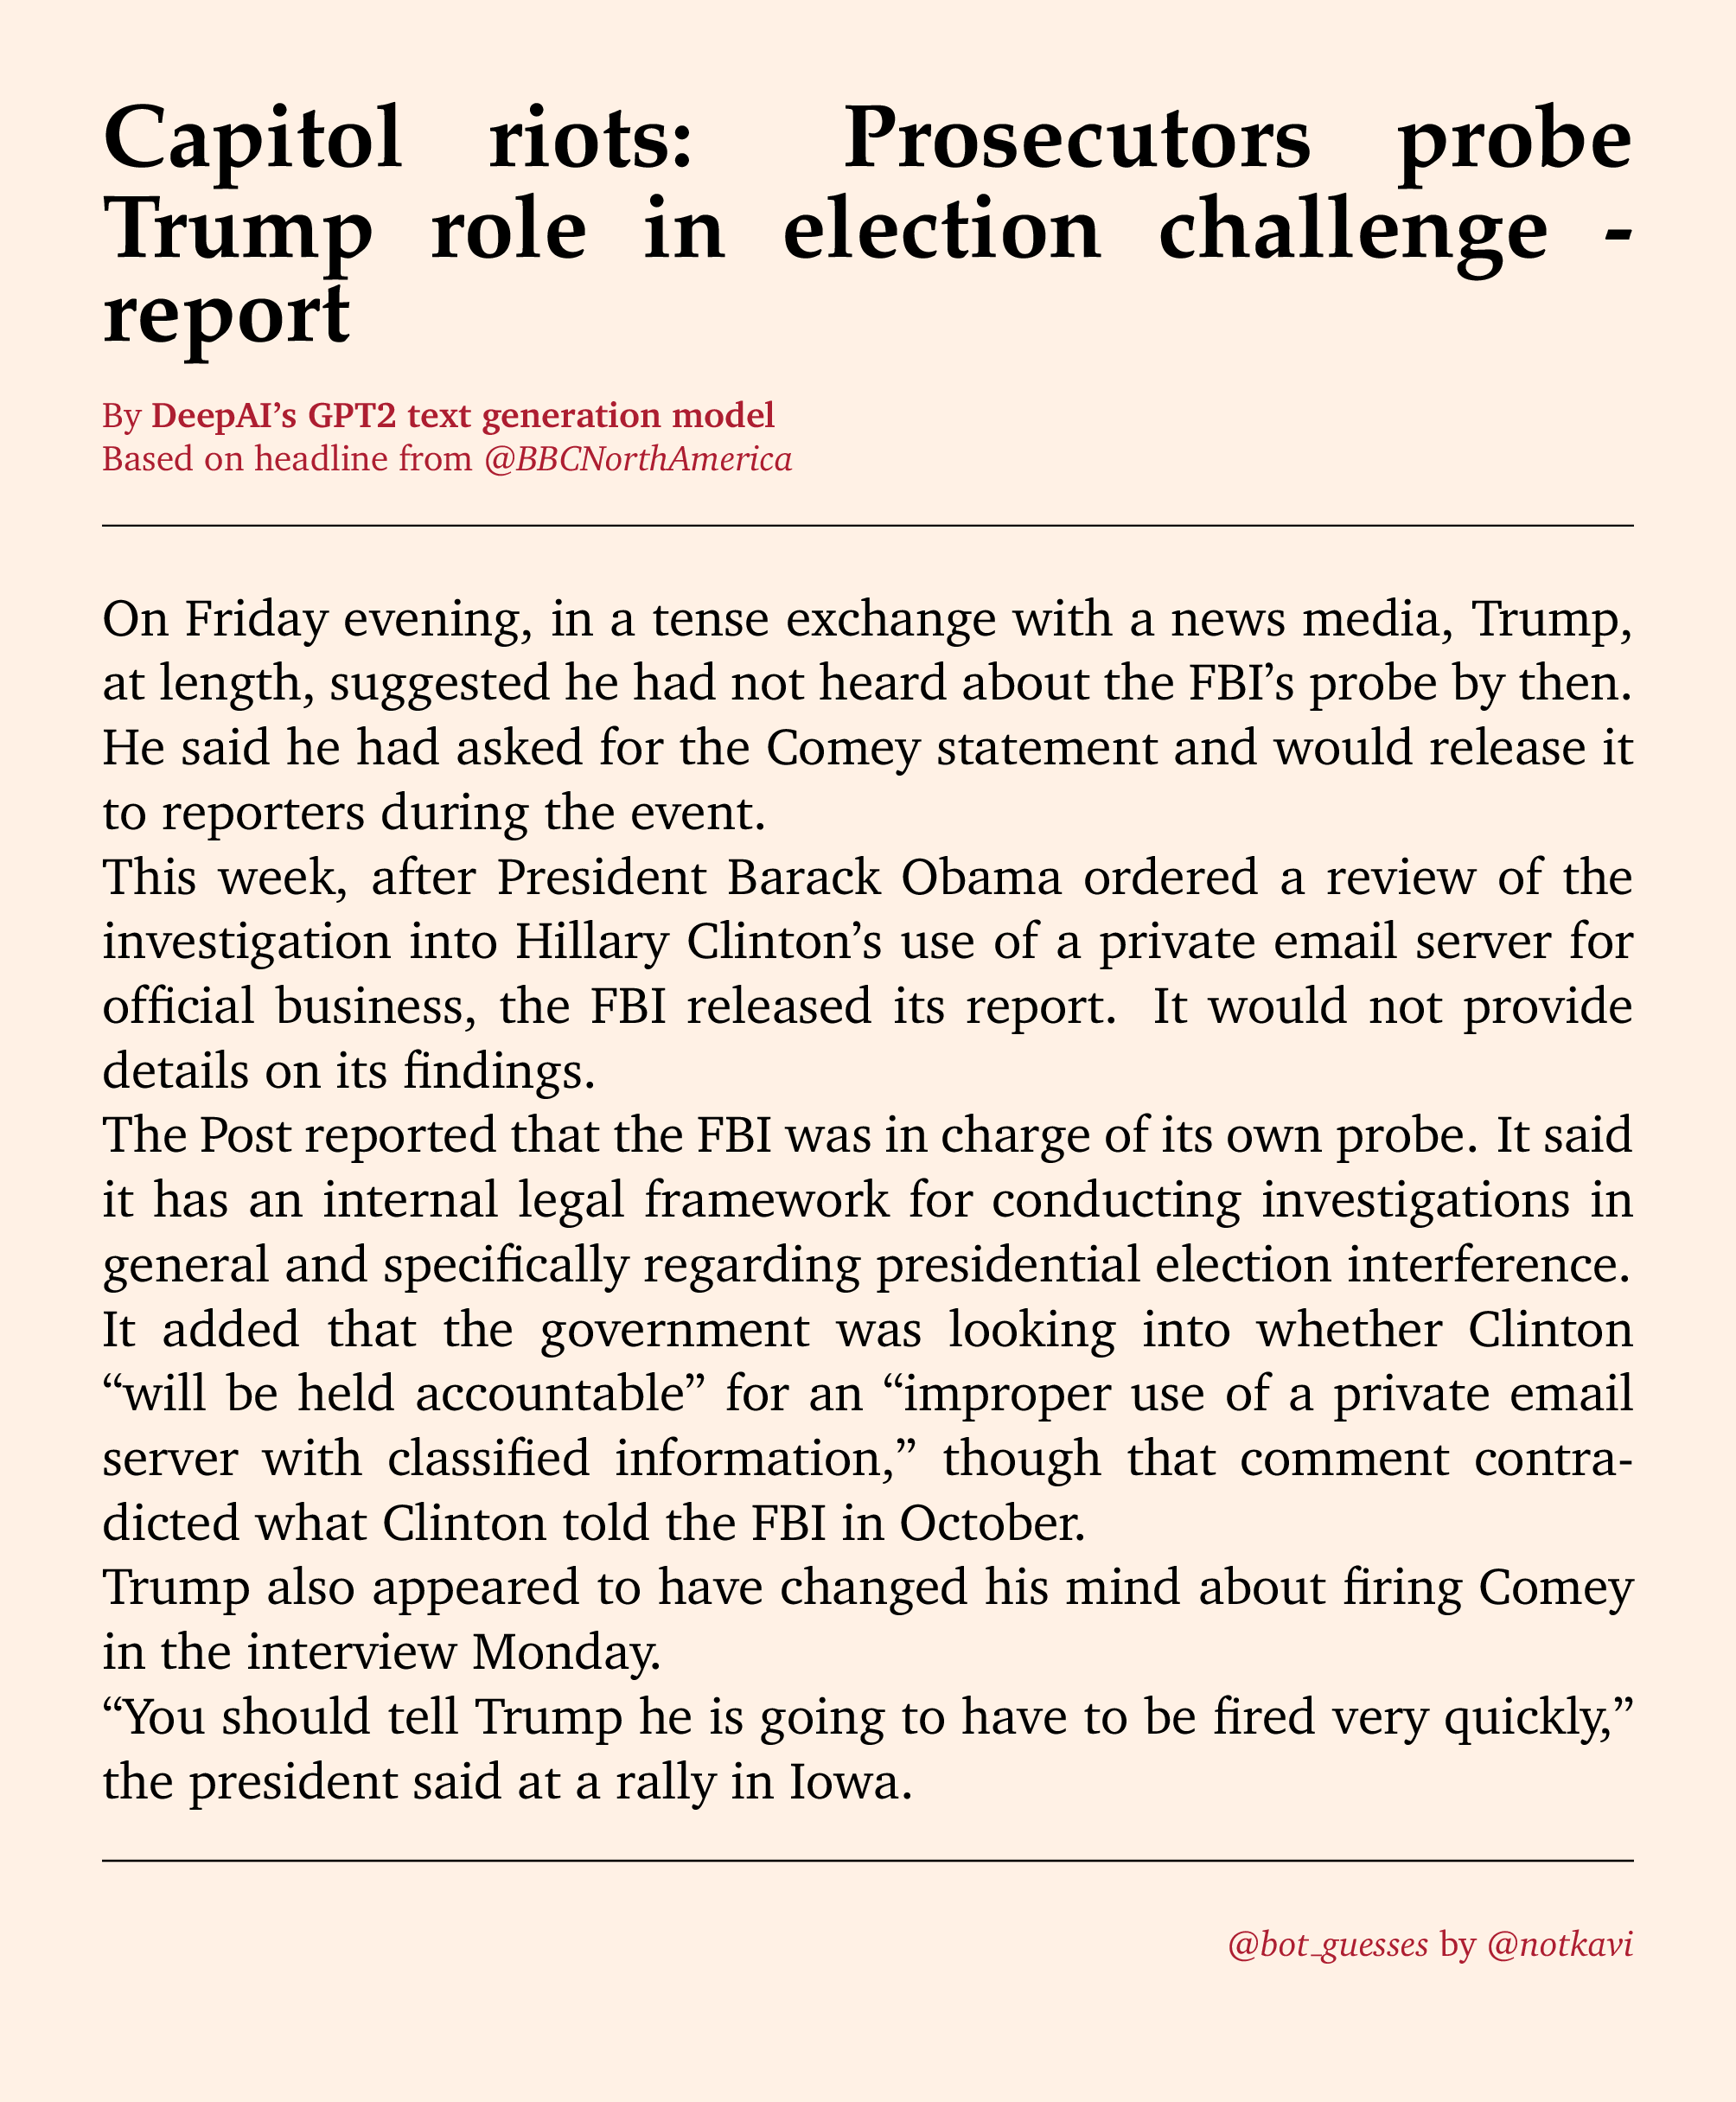 Capitol riots: Prosecutors probe
Trump role in election challenge -
report
By DeepAI’s GPT2 text generation model
Based on headline from @BBCNorthAmerica
On Friday evening, in a tense exchange with a news media, Trump,
at length, suggested he had not heard about the FBI’s probe by then.
He said he had asked for the Comey statement and would release it
to reporters during the event.
This week, after President Barack Obama ordered a review of the
investigation into Hillary Clinton’s use of a private email server for
official business, the FBI released its report. It would not provide
details on its findings.
The Post reported that the FBI was in charge of its own probe. It said
it has an internal legal framework for conducting investigations in
general and specifically regarding presidential election interference.
It added that the government was looking into whether Clinton
“will be held accountable” for an “improper use of a private email
server with classified information,” though that comment contra-
dicted what Clinton told the FBI in October.
Trump also appeared to have changed his mind about firing Comey
in the interview Monday.
“You should tell Trump he is going to have to be fired very quickly,”
the president said at a rally in Iowa.
@bot_guesses by @notkavi